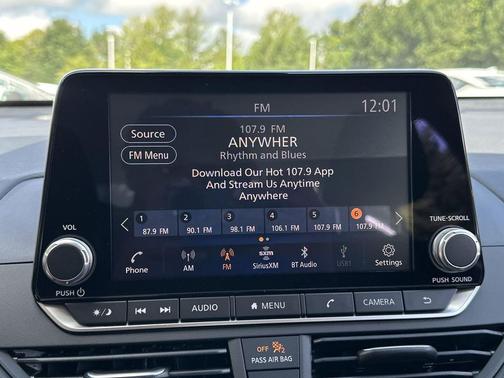 FM
12:01
Source
FM Menu
107.9 FM
ANYWHER
Rhythm and Blues
Download Our Hot 107.9 App
And Stream Us Anytime
Anywhere
1 2 3 4 5 6
87.9 FM 90.1 FM 98.1 FM 106.1 FM 107.9 FM 107.9 FM
VOL
TUNE·SCROLL
sxm
Phone AM FM SiriusXM BT Audio USB1 Settings
PUSH
PUSH SOUND
AUDIO MENU CAMERA
OFF 2
PASS AIR BAG